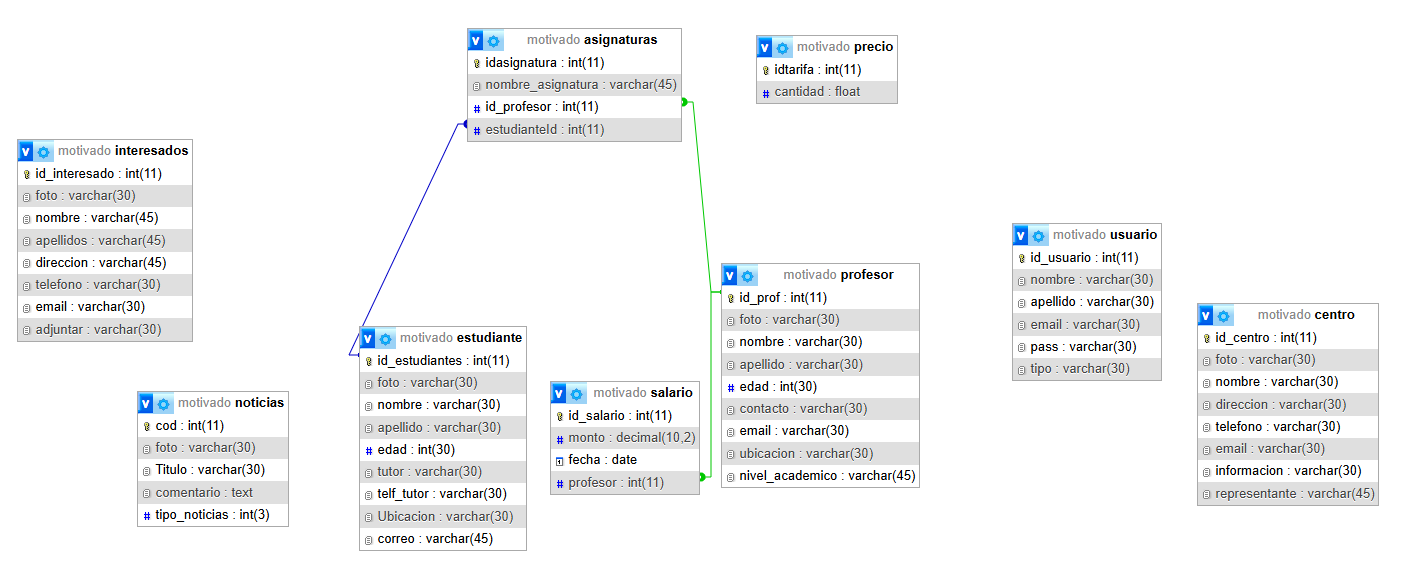 motivado asignaturas
idasignatura : int(11)
nombre_asignatura : varchar(45)
id_profesor : int(11)
estudianteId : int(11)
motivado precio
idtarifa : int(11)
cantidad : float
motivado interesados
id_interesado : int(11)
foto : varchar(30)
nombre : varchar(45)
apellidos : varchar(45)
direccion : varchar(45)
telefono : varchar(30)
email : varchar(30)
adjuntar : varchar(30)
motivado usuario
id_usuario : int(11)
nombre : varchar(30)
apellido : varchar(30)
email : varchar(30)
pass : varchar(30)
tipo : varchar(30)
motivado profesor
id_prof : int(11)
foto : varchar(30)
nombre : varchar(30)
apellido : varchar(30)
edad : int(30)
contacto : varchar(30)
email : varchar(30)
ubicacion : varchar(30)
nivel_academico : varchar(45)
motivado centro
id_centro : int(11)
foto : varchar(30)
nombre : varchar(30)
direccion : varchar(30)
telefono : varchar(30)
email : varchar(30)
informacion : varchar(30)
representante : varchar(45)
motivado estudiante
id_estudiantes : int(11)
foto : varchar(30)
nombre : varchar(30)
apellido : varchar(30)
edad : int(30)
tutor : varchar(30)
telf_tutor : varchar(30)
Ubicacion : varchar(30)
correo : varchar(45)
motivado salario
id_salario : int(11)
monto : decimal(10,2)
fecha : date
profesor : int(11)
motivado noticias
cod : int(11)
foto : varchar(30)
Titulo : varchar(30)
comentario : text
tipo_noticias : int(3)